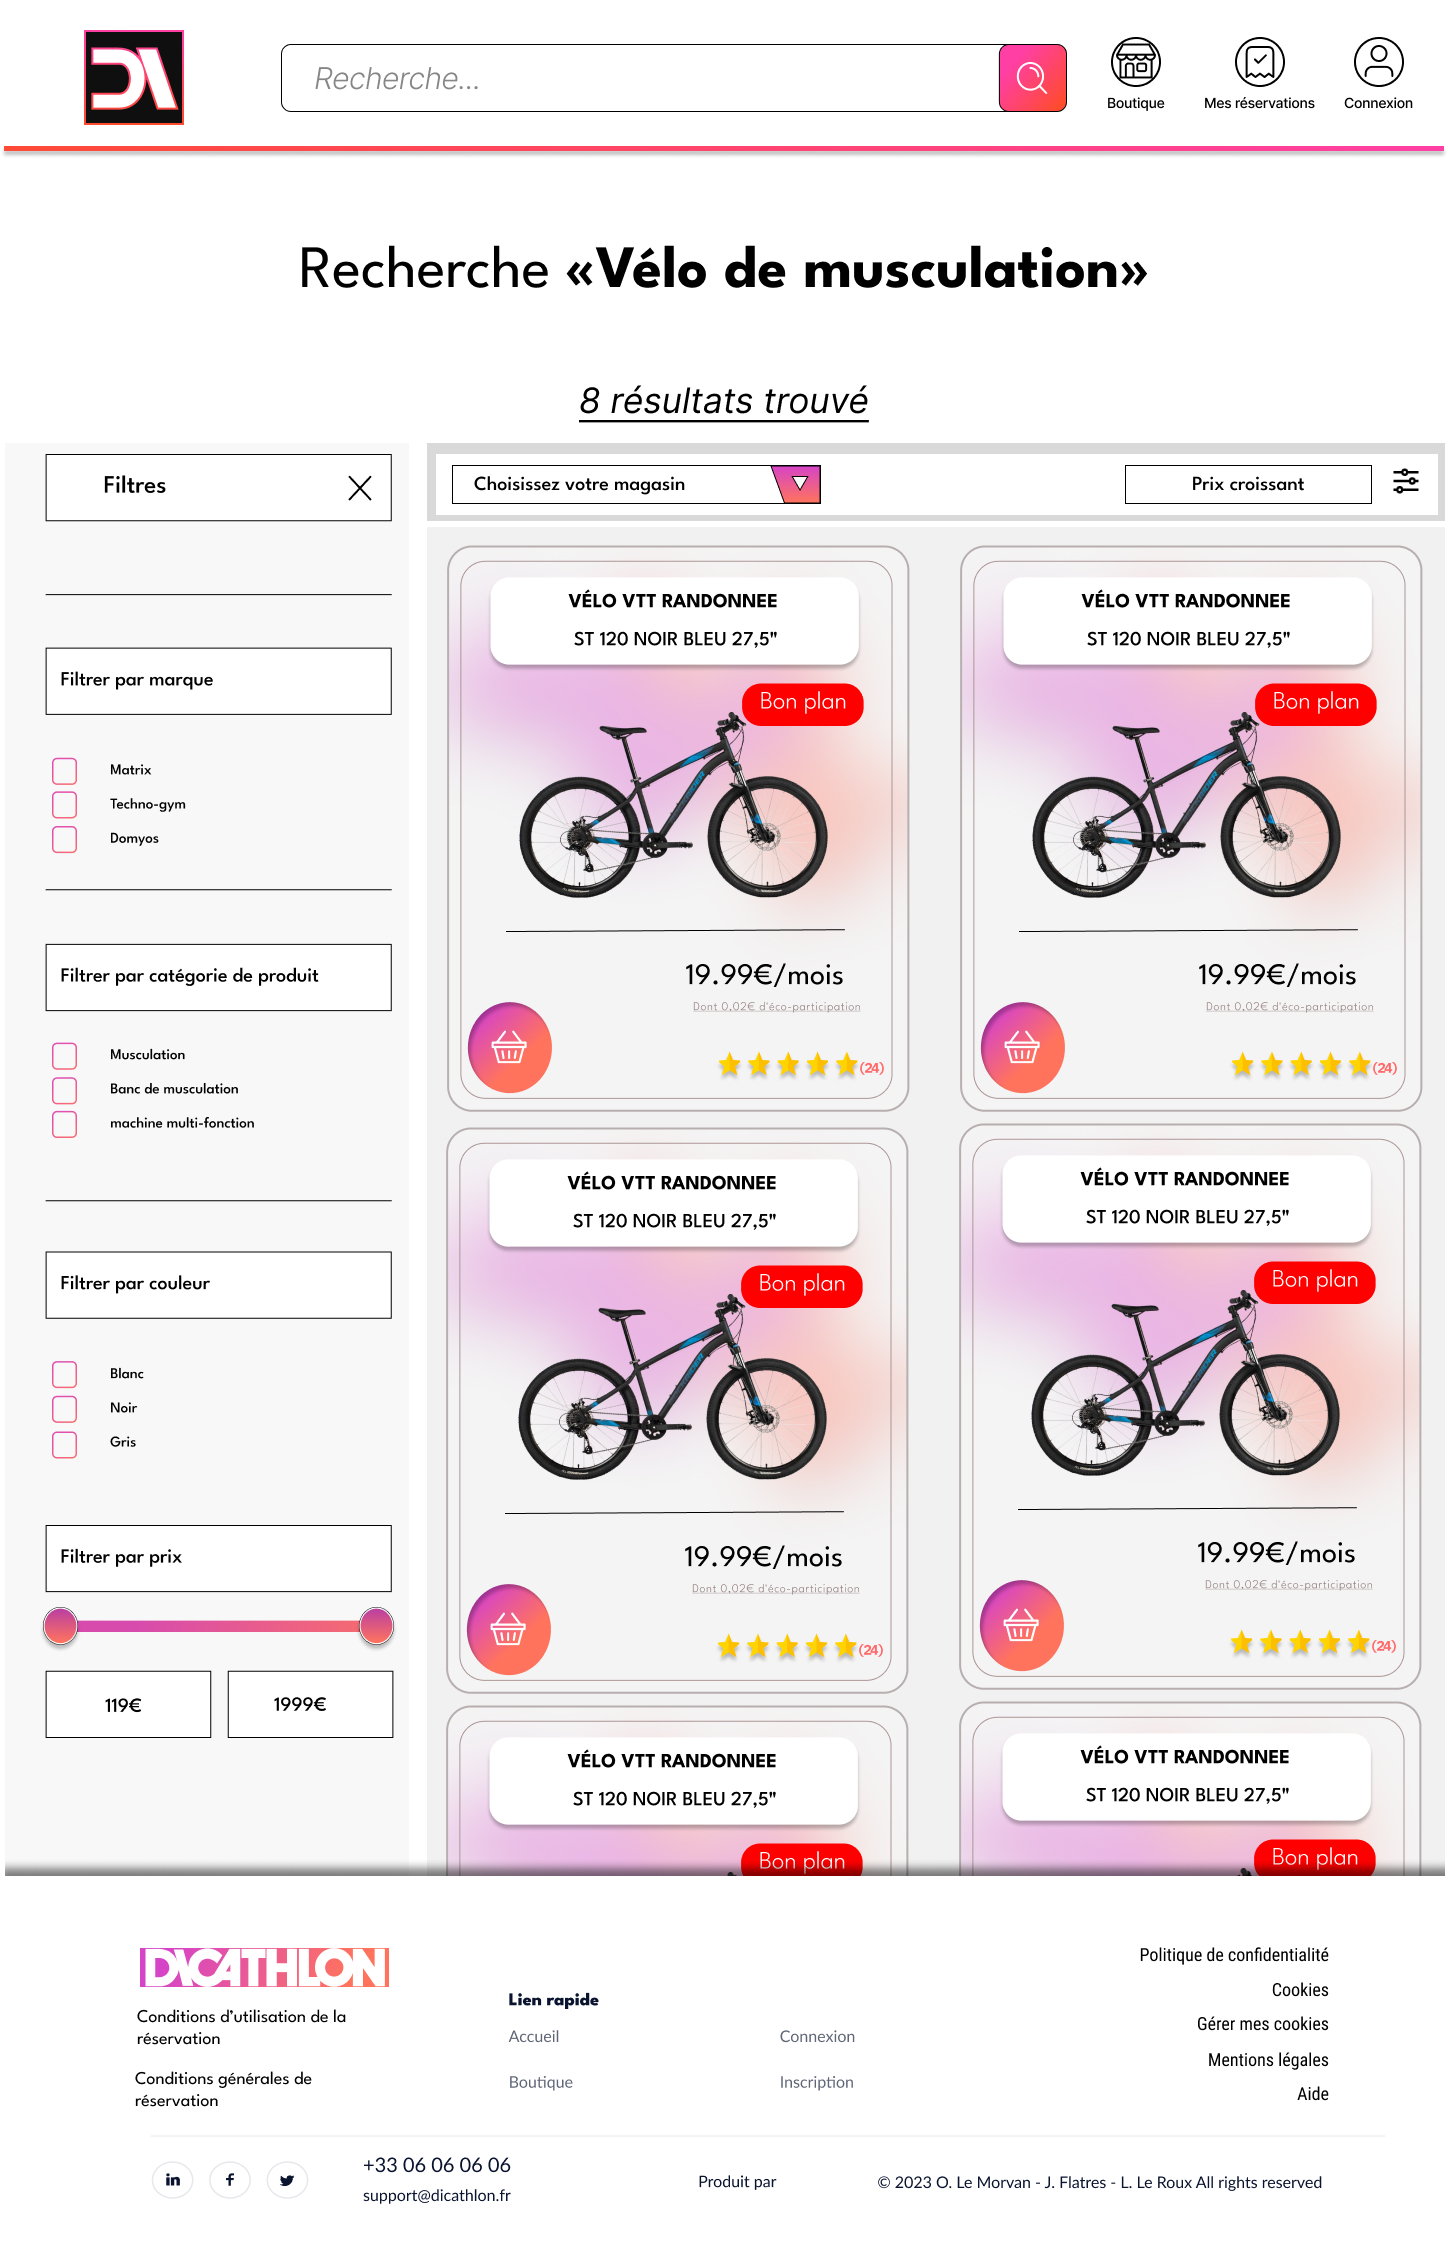 DA
Recherche...
Boutique
Mes réservations
Connexion
Recherche «Vélo de musculation»
8 résultats trouvé
Filtres
Filtrer par marque
Matrix
Techno-gym
Domyos
Filtrer par catégorie de produit
Musculation
Banc de musculation
machine multi-fonction
Filtrer par couleur
Blanc
Noir
Gris
Filtrer par prix
119€
1999€
Choisissez votre magasin
Prix croissant
VÉLO VTT RANDONNEE
ST 120 NOIR BLEU 27,5"
Bon plan
19.99€/mois
Dont 0,02€ d'éco-participation
(24)
VÉLO VTT RANDONNEE
ST 120 NOIR BLEU 27,5"
Bon plan
19.99€/mois
Dont 0,02€ d'éco-participation
(24)
VÉLO VTT RANDONNEE
ST 120 NOIR BLEU 27,5"
Bon plan
19.99€/mois
Dont 0,02€ d'éco-participation
(24)
VÉLO VTT RANDONNEE
ST 120 NOIR BLEU 27,5"
Bon plan
19.99€/mois
Dont 0,02€ d'éco-participation
(24)
VÉLO VTT RANDONNEE
ST 120 NOIR BLEU 27,5"
Bon plan
VÉLO VTT RANDONNEE
ST 120 NOIR BLEU 27,5"
Bon plan
DICATHLON
Conditions d'utilisation de la
réservation
Conditions générales de
réservation
Lien rapide
Accueil
Connexion
Boutique
Inscription
Politique de confidentialité
Cookies
Gérer mes cookies
Mentions légales
Aide
+33 06 06 06 06
support@dicathlon.fr
Produit par
© 2023 O. Le Morvan - J. Flatres - L. Le Roux All rights reserved